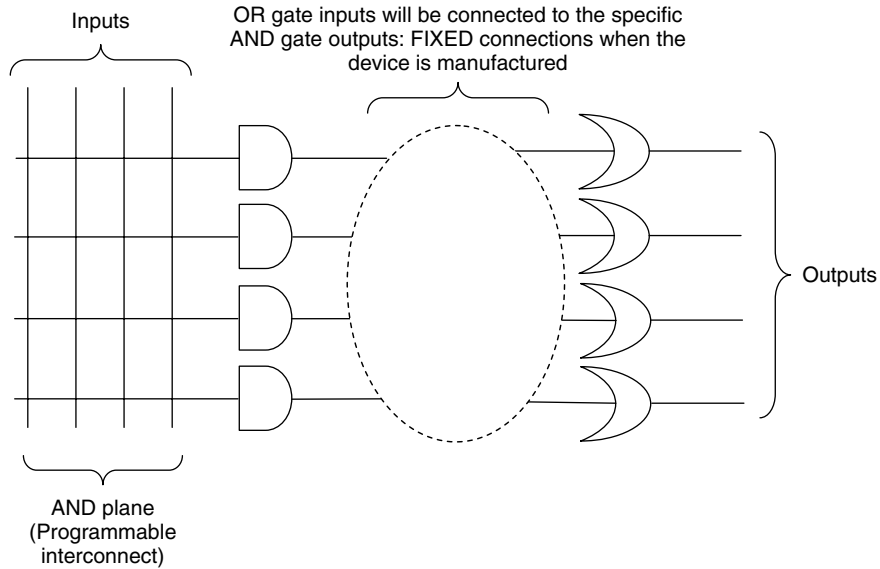 Inputs
OR gate inputs will be connected to the specific
AND gate outputs: FIXED connections when the
device is manufactured
Outputs
AND plane
(Programmable
interconnect)